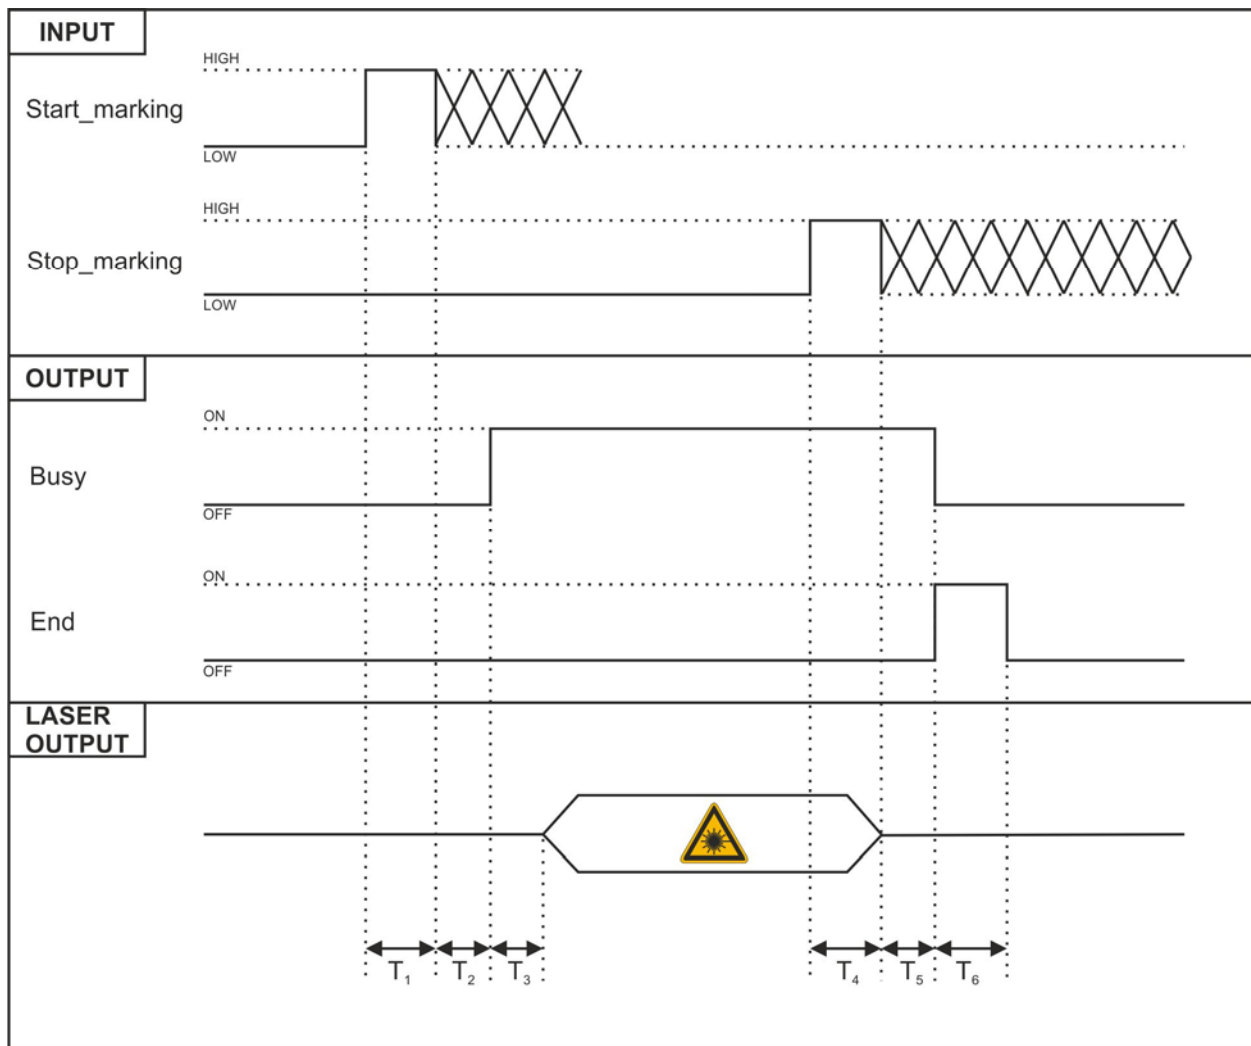 INPUT
HIGH
Start_marking
LOW
HIGH
Stop_marking
LOW
OUTPUT
ON
Busy
OFF
ON
End
OFF
LASER
OUTPUT
T₁ T₂ T₃ T₄ T₅ T₆